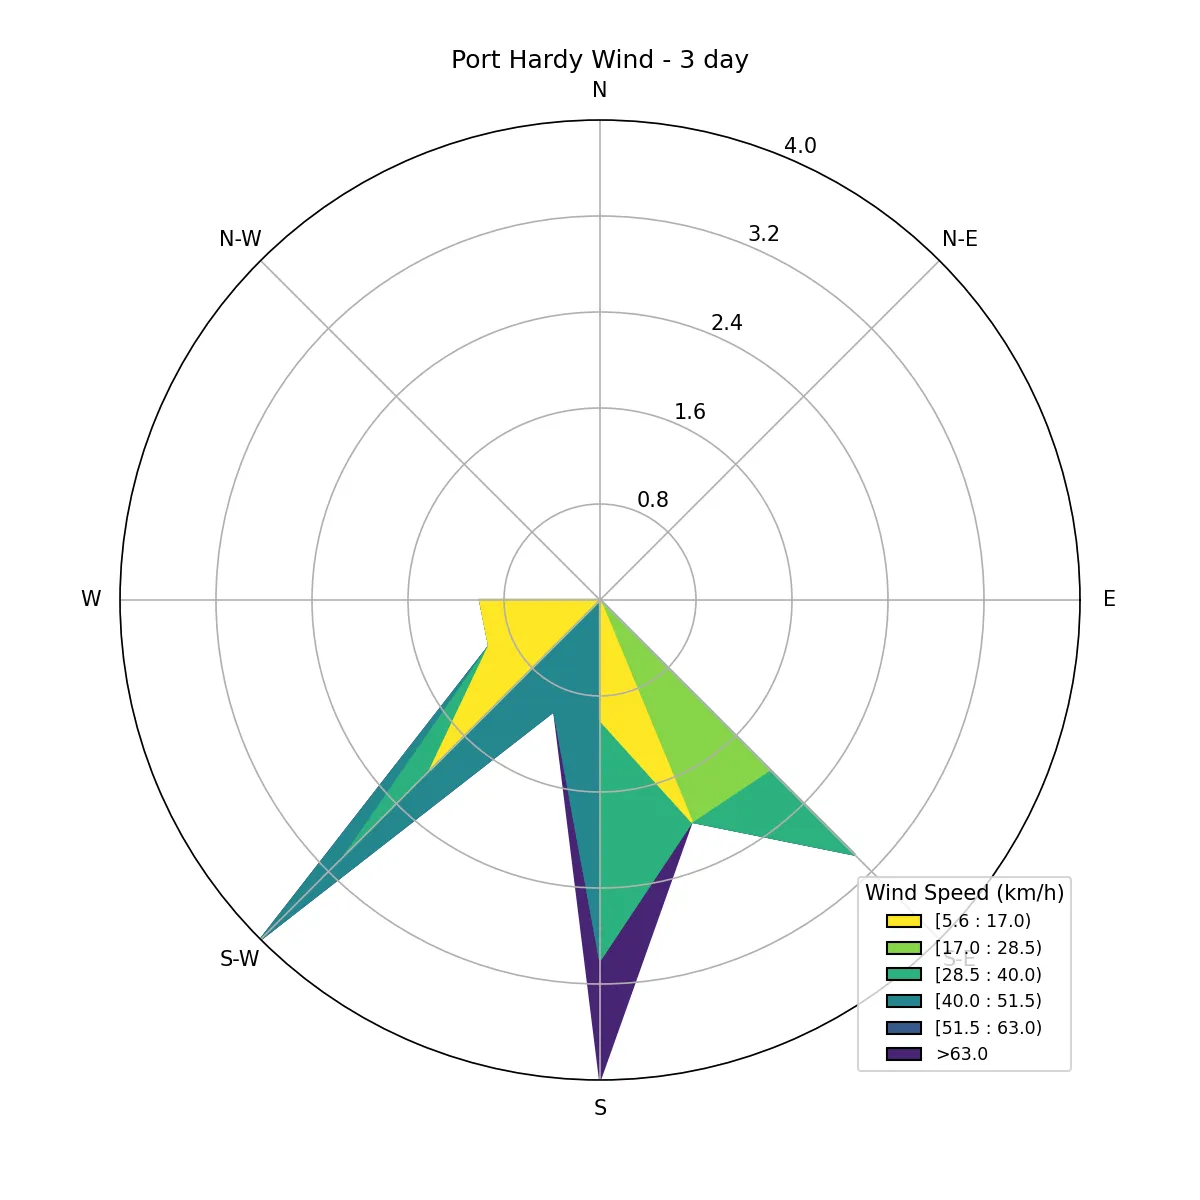 Port Hardy Wind - 3 day
N
4.0
N-W
N-E
3.2
2.4
1.6
0.8
W
E
Wind Speed (km/h)
[5.6 : 17.0)
[17.0 : 28.5)
[28.5 : 40.0)
[40.0 : 51.5)
[51.5 : 63.0)
>63.0
S-W
S-E
S